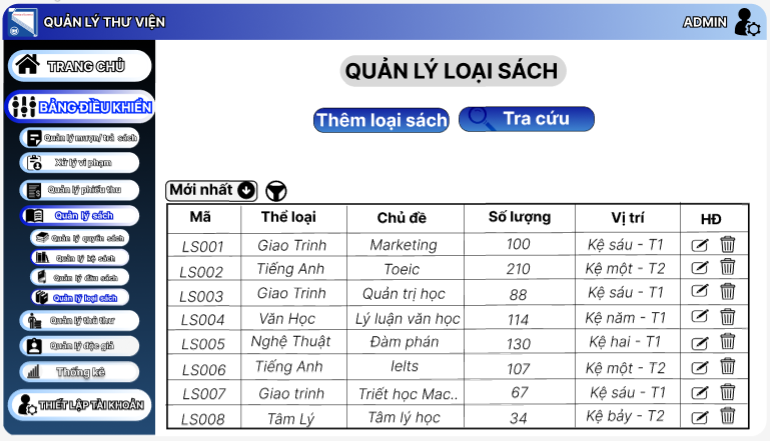 QUẢN LÝ THƯ VIỆN
ADMIN
TRANG CHỦ
BẢNG ĐIỀU KHIỂN
Quản lý mượn/ trả sách
Xử lý vi phạm
Quản lý phiếu thu
Quản lý sách
Quản lý quyển sách
Quản lý kệ sách
Quản lý đầu sách
Quản lý loại sách
Quản lý thủ thư
Quản lý độc giả
Thống kê
THIẾT LẬP TÀI KHOẢN
QUẢN LÝ LOẠI SÁCH
Thêm loại sách
Tra cứu
Mới nhất
Mã Thể loại Chủ đề Số lượng Vị trí HĐ
LS001 Giao Trinh Marketing 100 Kệ sáu - T1
LS002 Tiếng Anh Toeic 210 Kệ một - T2
LS003 Giao Trinh Quản trị học 88 Kệ sáu - T1
LS004 Văn Học Lý luận văn học 114 Kệ năm - T1
LS005 Nghệ Thuật Đàm phán 130 Kệ hai - T1
LS006 Tiếng Anh Ielts 107 Kệ một - T2
LS007 Giao trinh Triết học Mac.. 67 Kệ sáu - T1
LS008 Tâm Lý Tâm lý học 34 Kệ bảy - T2